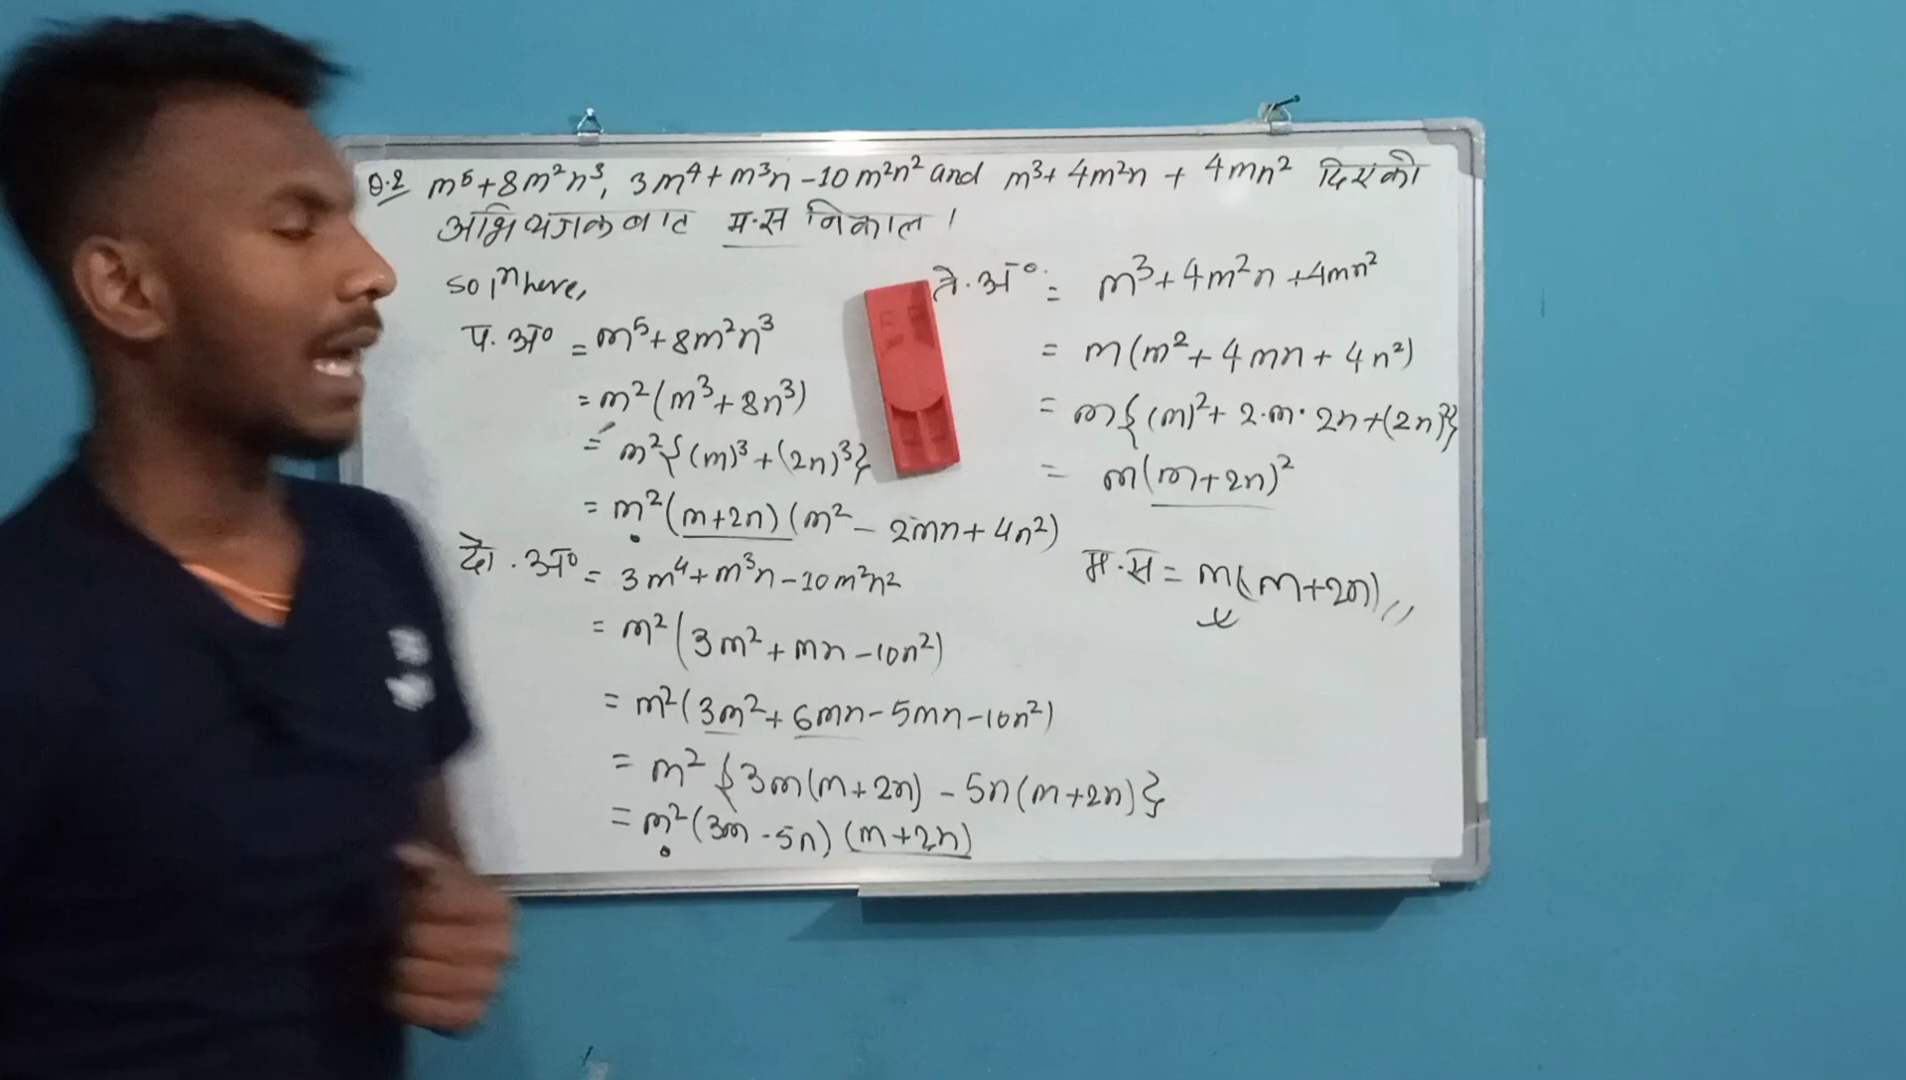 Q.2 m⁵+8m²n³, 3m⁴+m³n-10m²n² and m³+4m²n + 4mn² दिएको
अभिव्यंजकबाट म.स निकाल ।
solⁿ here,
प. अ° = m⁵+8m²n³
= m²(m³+8n³)
= m²{(m)³+(2n)³}
= m²(m+2n)(m²-2mn+4n²)
दो. अ° = 3m⁴+m³n-10m²n²
= m²(3m²+mn-10n²)
= m²(3m²+6mn-5mn-10n²)
= m²{3m(m+2n)-5n(m+2n)}
= m²(3m-5n)(m+2n)
ते. अ° = m³+4m²n+4mn²
= m(m²+4mn+4n²)
= m{(m)²+2·m·2n+(2n)²}
= m(m+2n)²
म.स = m(m+2n)